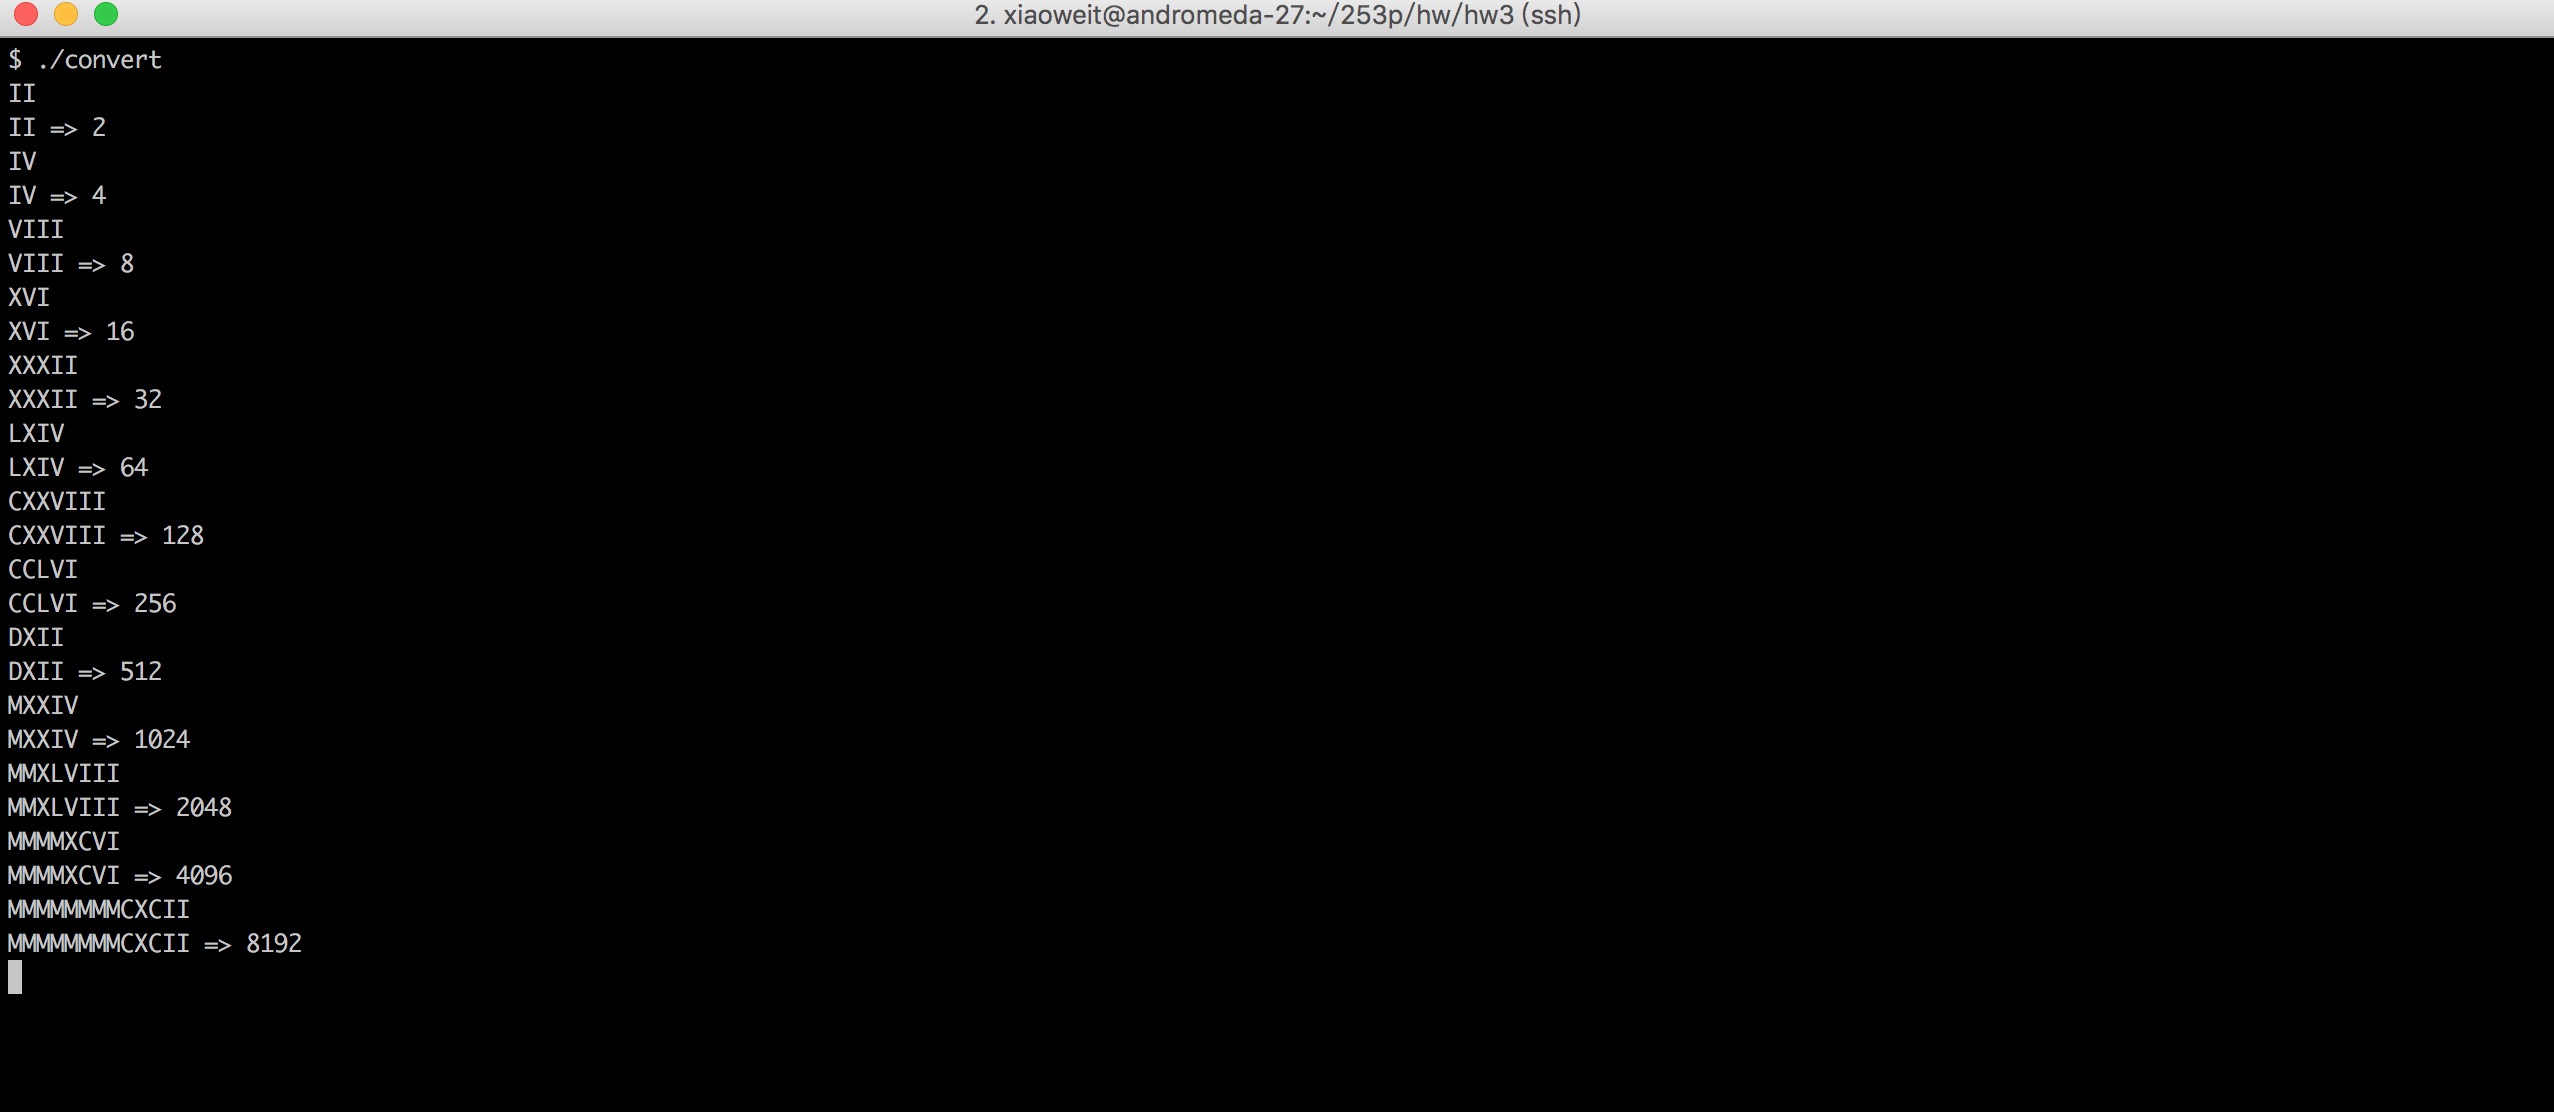 2. xiaoweit@andromeda-27:~/253p/hw/hw3 (ssh)
$ ./convert
II
II => 2
IV
IV => 4
VIII
VIII => 8
XVI
XVI => 16
XXXII
XXXII => 32
LXIV
LXIV => 64
CXXVIII
CXXVIII => 128
CCLVI
CCLVI => 256
DXII
DXII => 512
MXXIV
MXXIV => 1024
MMXLVIII
MMXLVIII => 2048
MMMMXCVI
MMMMXCVI => 4096
MMMMMMMMCXCII
MMMMMMMMCXCII => 8192